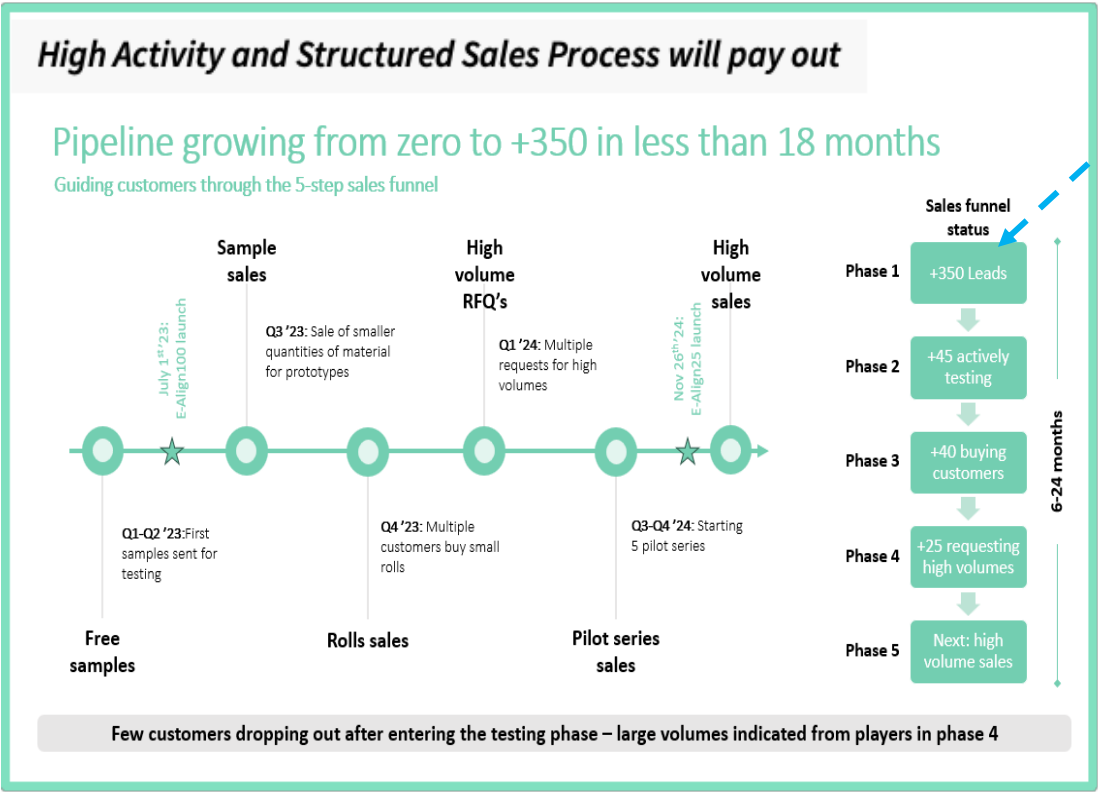 High Activity and Structured Sales Process will pay out
Pipeline growing from zero to +350 in less than 18 months
Guiding customers through the 5-step sales funnel
Sample
sales
High
volume
RFQ's
High
volume
sales
July 1st'23:
E-Align100 launch
Q3 '23: Sale of smaller
quantities of material
for prototypes
Q1 '24: Multiple
requests for high
volumes
Nov 26th'24:
E-Align25 launch
Q1-Q2 '23:First
samples sent for
testing
Q4 '23: Multiple
customers buy small
rolls
Q3-Q4 '24: Starting
5 pilot series
Free
samples
Rolls sales
Pilot series
sales
Sales funnel
status
Phase 1
+350 Leads
Phase 2
+45 actively
testing
Phase 3
+40 buying
customers
Phase 4
+25 requesting
high volumes
Phase 5
Next: high
volume sales
6-24 months
Few customers dropping out after entering the testing phase – large volumes indicated from players in phase 4